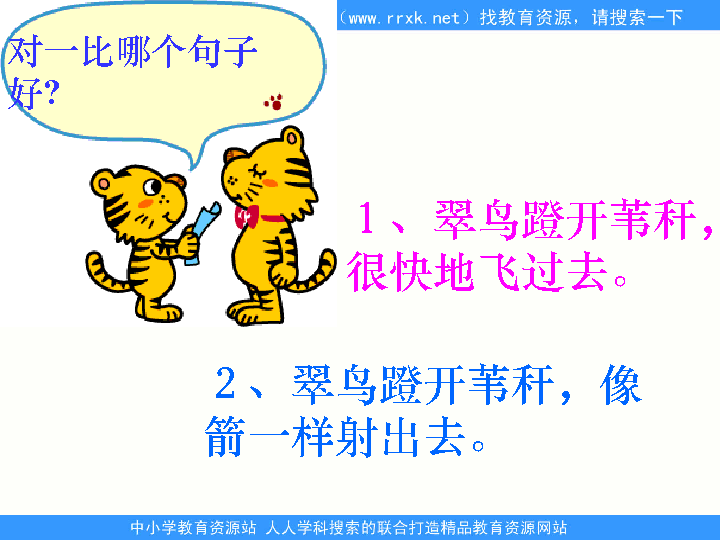 （www.rrxk.net）找教育资源，请搜索一下
对一比哪个句子
好？
1、翠鸟蹬开苇秆，
很快地飞过去。
2、翠鸟蹬开苇秆，像
箭一样射出去。
中小学教育资源站 人人学科搜索的联合打造精品教育资源网站